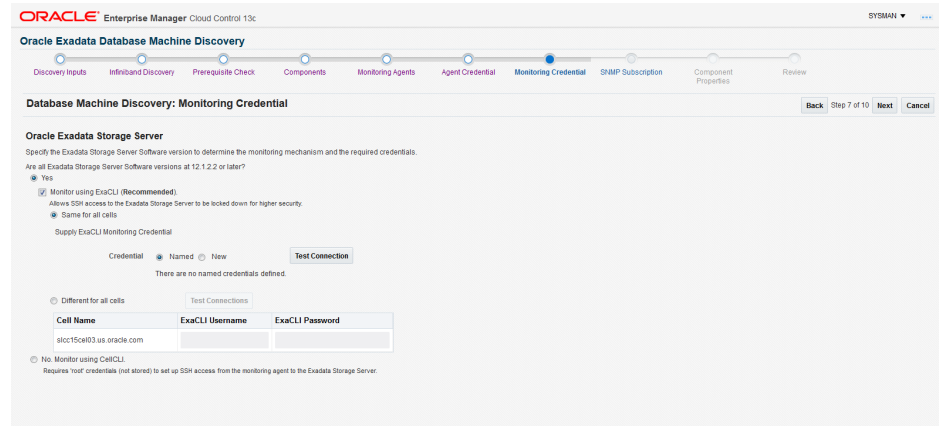 ORACLE Enterprise Manager Cloud Control 13c
SYSMAN
Oracle Exadata Database Machine Discovery
Discovery Inputs
Infiniband Discovery
Prerequisite Check
Components
Monitoring Agents
Agent Credential
Monitoring Credential
SNMP Subscription
Component Properties
Review
Database Machine Discovery: Monitoring Credential
Back Step 7 of 10 Next Cancel
Oracle Exadata Storage Server
Specify the Exadata Storage Server Software version to determine the monitoring mechanism and the required credentials.
Are all Exadata Storage Server Software versions at 12.1.2.2 or later?
Yes
Monitor using ExaCLI (Recommended).
Allows SSH access to the Exadata Storage Server to be locked down for higher security.
Same for all cells
Supply ExaCLI Monitoring Credential
Credential Named New Test Connection
There are no named credentials defined.
Different for all cells Test Connections
Cell Name ExaCLI Username ExaCLI Password
slcc15cel03.us.oracle.com
No. Monitor using CellCLI.
Requires 'root' credentials (not stored) to set up SSH access from the monitoring agent to the Exadata Storage Server.